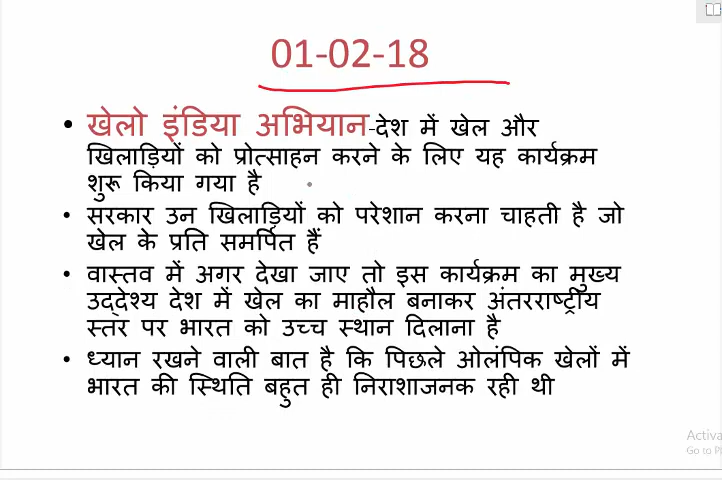 01-02-18
• खेलो इंडिया अभियान-देश में खेल और
खिलाड़ियों को प्रोत्साहन करने के लिए यह कार्यक्रम
शुरू किया गया है
• सरकार उन खिलाड़ियों को परेशान करना चाहती है जो
खेल के प्रति समर्पित हैं
• वास्तव में अगर देखा जाए तो इस कार्यक्रम का मुख्य
उद्देश्य देश में खेल का माहौल बनाकर अंतरराष्ट्रीय
स्तर पर भारत को उच्च स्थान दिलाना है
• ध्यान रखने वाली बात है कि पिछले ओलंपिक खेलों में
भारत की स्थिति बहुत ही निराशाजनक रही थी
Activa
Go to P